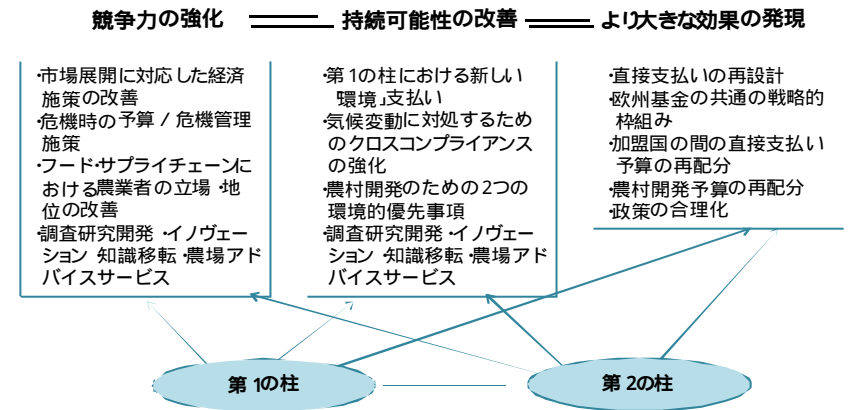 競争力の強化
持続可能性の改善
より大きな効果の発現
・市場展開に対応した経済
施策の改善
・危機時の予算 / 危機管理
施策
・フード・サプライチェーンに
おける農業者の立場・地
位の改善
・調査研究開発・イノヴェー
ション・知識移転・農場アド
バイスサービス
・第1の柱における新しい
「環境」支払い
・気候変動に対処するため
のクロスコンプライアンス
の強化
・農村開発のための2つの
環境的優先事項
・調査研究開発・イノヴェー
ション・知識移転・農場アド
バイスサービス
・直接支払いの再設計
・欧州基金の共通の戦略的
枠組み
・加盟国の間の直接支払い
予算の再配分
・農村開発予算の再配分
・政策の合理化
第1の柱
第2の柱